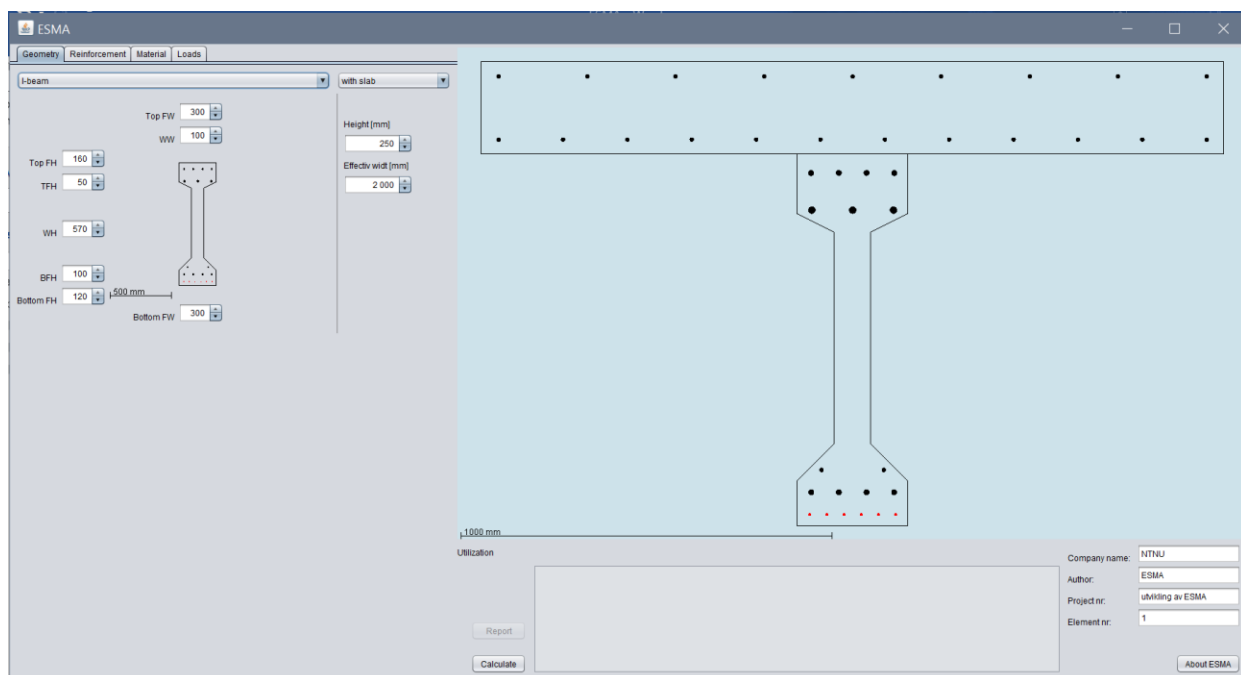 ESMA
Geometry Reinforcement Material Loads
I-beam with slab
Top FW 300
WW 100
Top FH 160
TFH 50
WH 570
BFH 100
Bottom FH 120
500 mm
Bottom FW 300
Height [mm]
250
Effectiv widt [mm]
2 000
1000 mm
Utilization
Report
Calculate
Company name: NTNU
Author: ESMA
Project nr: utvikling av ESMA
Element nr: 1
About ESMA